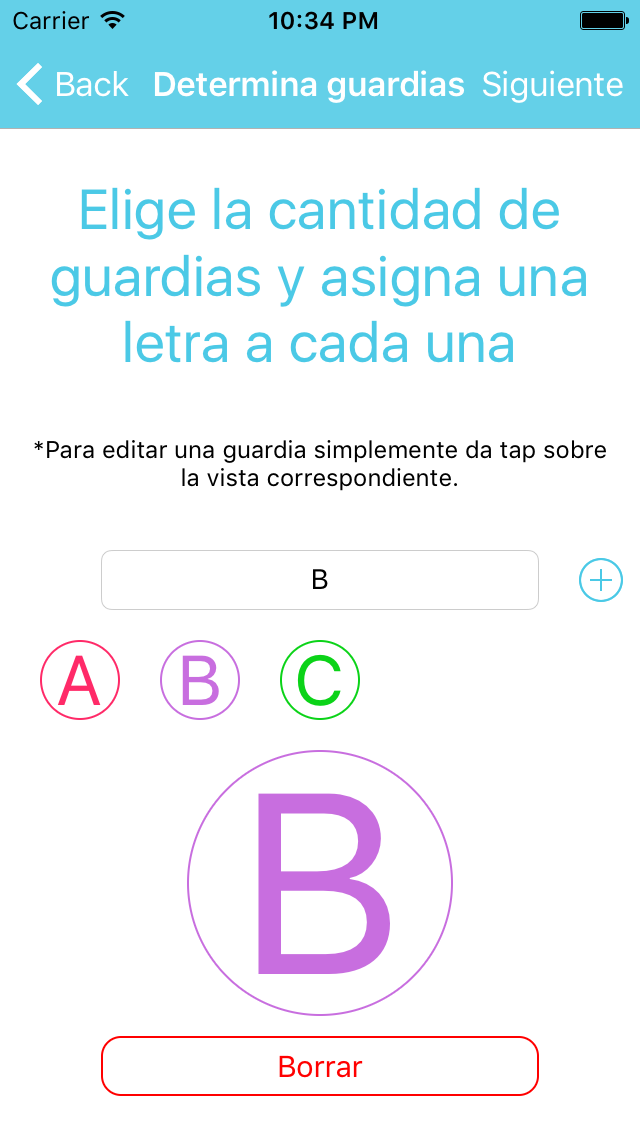 Carrier 10:34 PM
Back Determina guardias Siguiente
Elige la cantidad de
guardias y asigna una
letra a cada una
*Para editar una guardia simplemente da tap sobre
la vista correspondiente.
B
A B C
B
Borrar